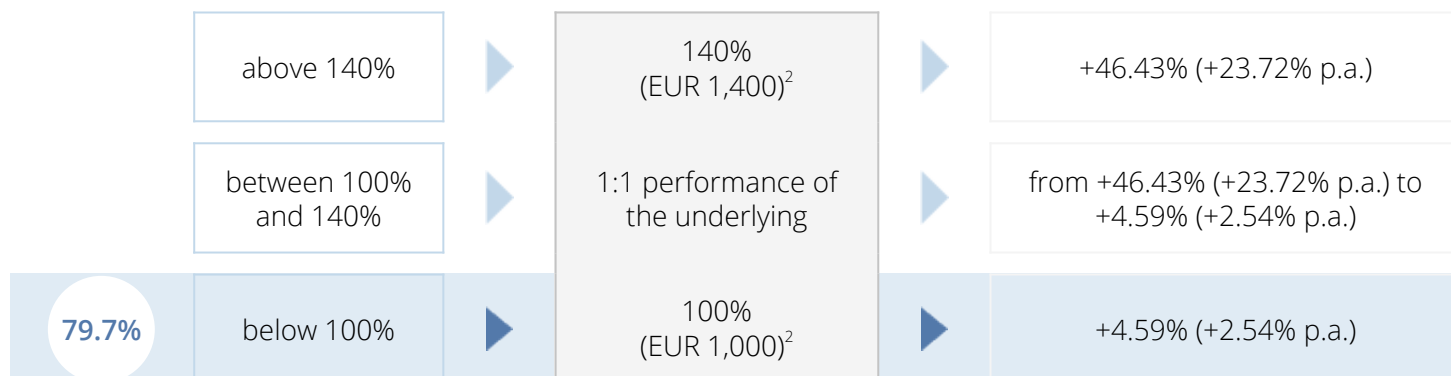 above 140%
140%
(EUR 1,400)²
+46.43% (+23.72% p.a.)
between 100%
and 140%
1:1 performance of
the underlying
from +46.43% (+23.72% p.a.) to
+4.59% (+2.54% p.a.)
79.7%
below 100%
100%
(EUR 1,000)²
+4.59% (+2.54% p.a.)